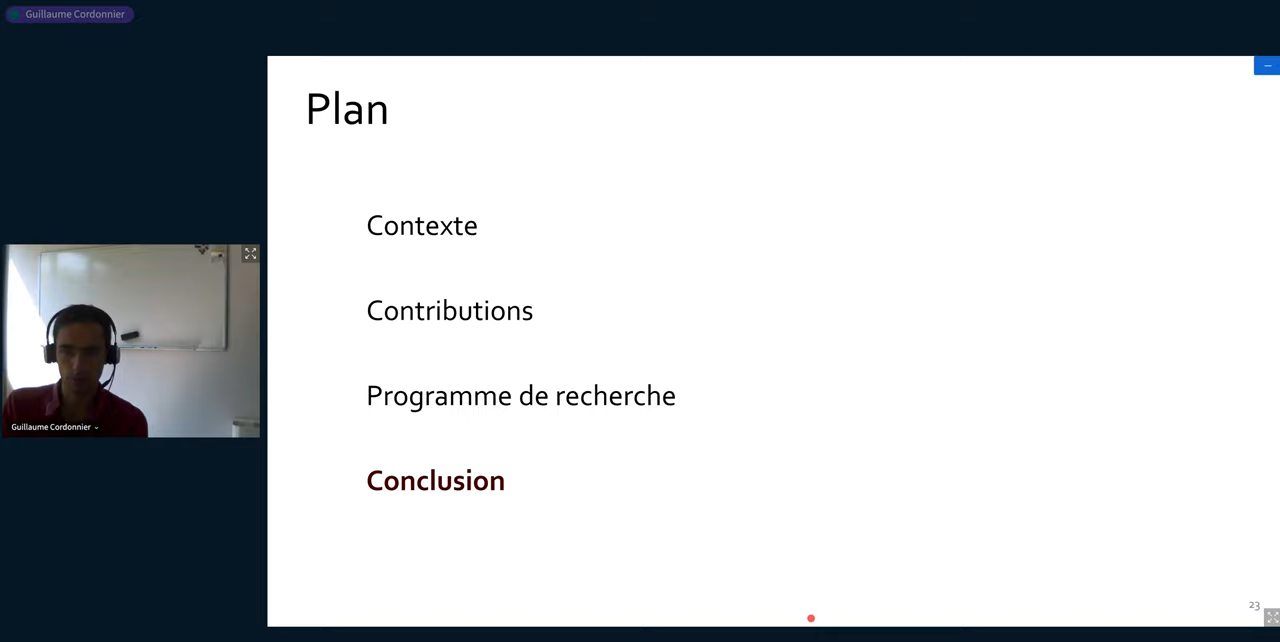 Guillaume Cordonnier
Plan
Contexte
Contributions
Programme de recherche
Conclusion
Guillaume Cordonnier
23